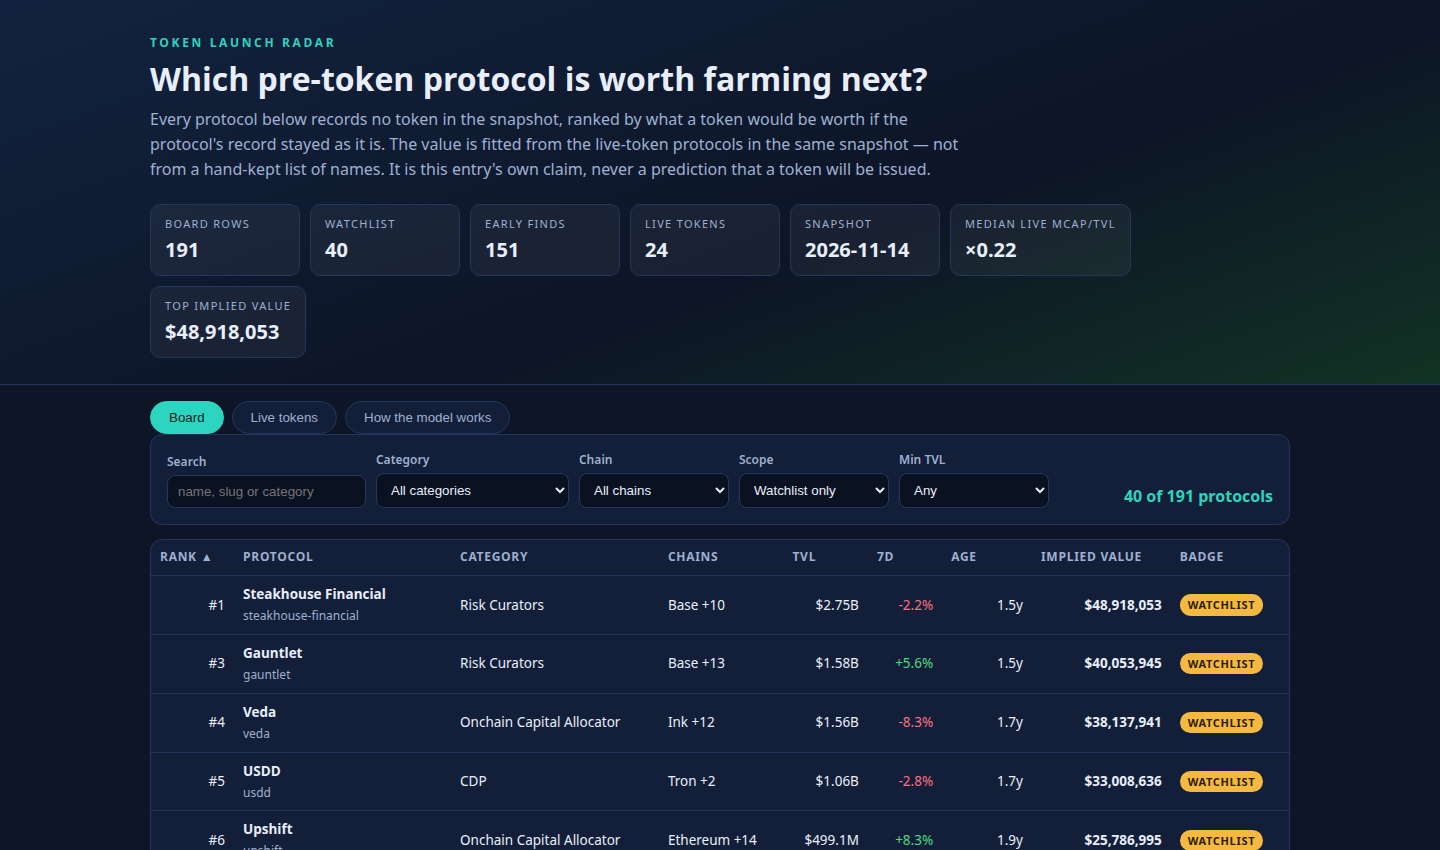 TOKEN LAUNCH RADAR
Which pre-token protocol is worth farming next?
Every protocol below records no token in the snapshot, ranked by what a token would be worth if the
protocol's record stayed as it is. The value is fitted from the live-token protocols in the same snapshot — not
from a hand-kept list of names. It is this entry's own claim, never a prediction that a token will be issued.
BOARD ROWS WATCHLIST EARLY FINDS LIVE TOKENS SNAPSHOT MEDIAN LIVE MCAP/TVL
191 40 151 24 2026-11-14 ×0.22
TOP IMPLIED VALUE
$48,918,053
Board Live tokens How the model works
Search Category Chain Scope Min TVL
name, slug or category All categories All chains Watchlist only Any 40 of 191 protocols
RANK ▲ PROTOCOL CATEGORY CHAINS TVL 7D AGE IMPLIED VALUE BADGE
#1 Steakhouse Financial Risk Curators Base +10 $2.75B -2.2% 1.5y $48,918,053 WATCHLIST
steakhouse-financial
#3 Gauntlet Risk Curators Base +13 $1.58B +5.6% 1.5y $40,053,945 WATCHLIST
gauntlet
#4 Veda Onchain Capital Allocator Ink +12 $1.56B -8.3% 1.7y $38,137,941 WATCHLIST
veda
#5 USDD CDP Tron +2 $1.06B -2.8% 1.7y $33,008,636 WATCHLIST
usdd
#6 Upshift Onchain Capital Allocator Ethereum +14 $499.1M +8.3% 1.9y $25,786,995 WATCHLIST
upshift